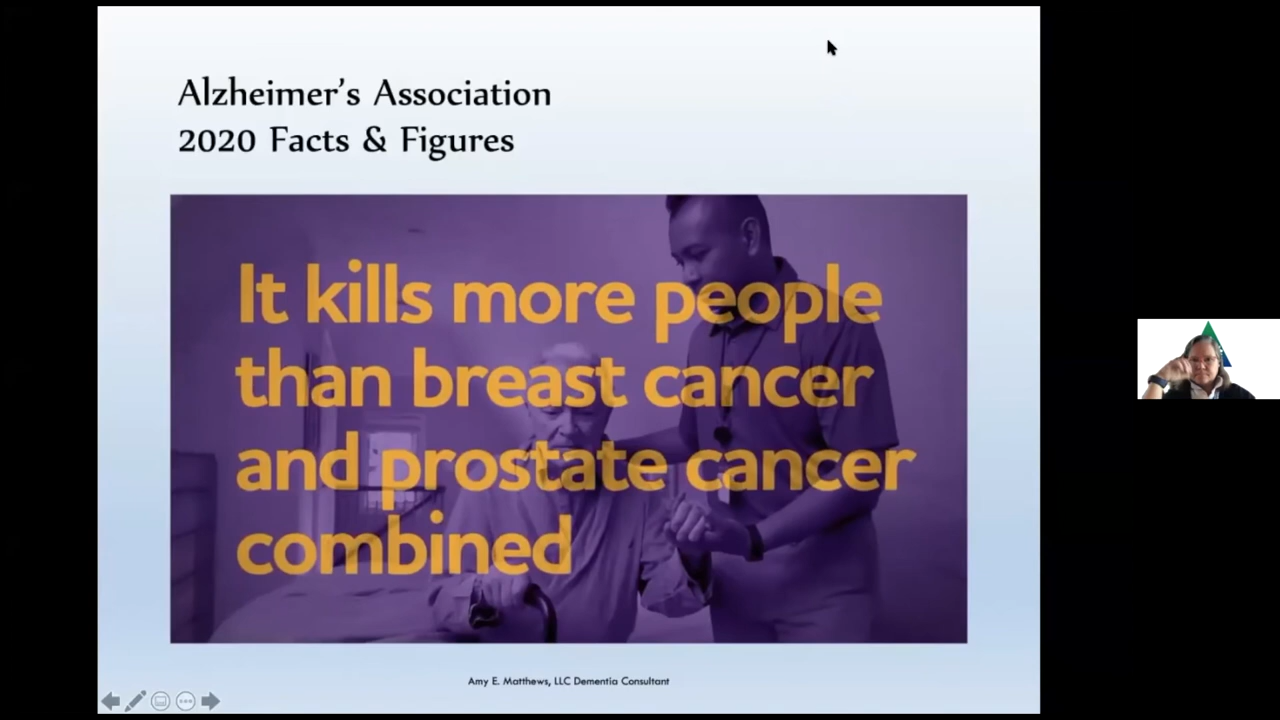 Alzheimer's Association
2020 Facts & Figures
It kills more people
than breast cancer
and prostate cancer
combined
Amy E. Matthews, LLC Dementia Consultant